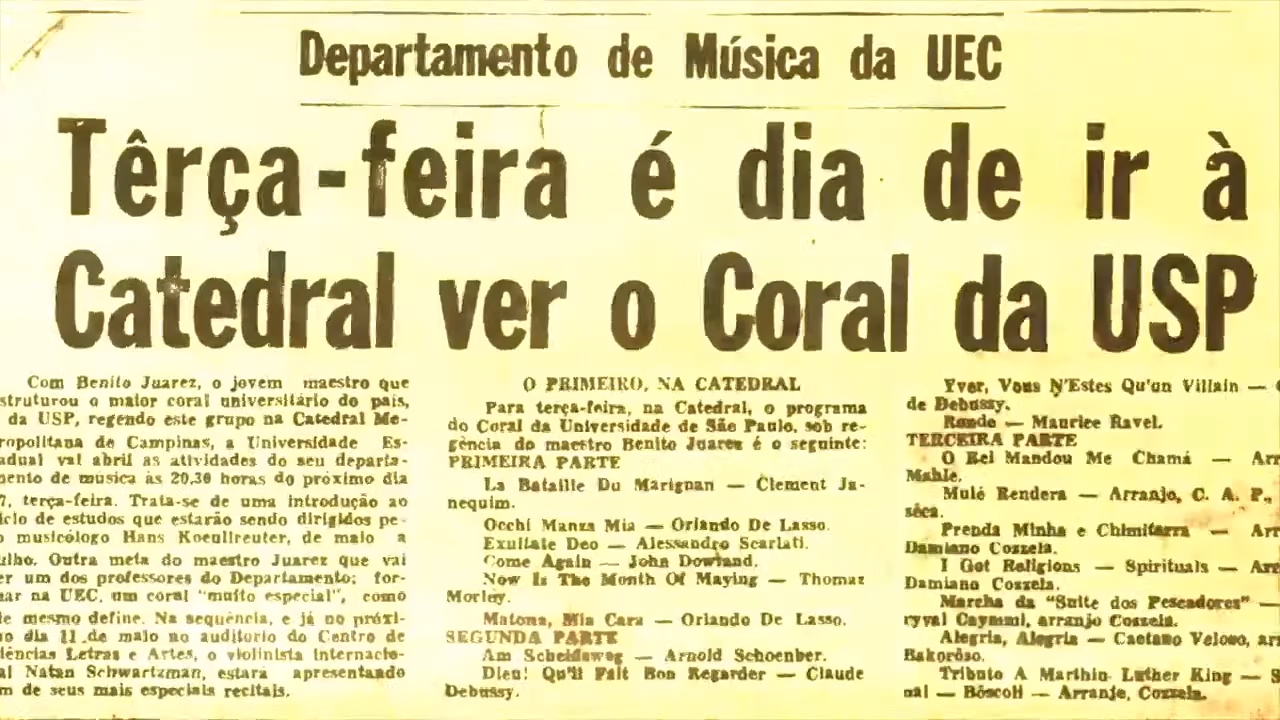 Departamento de Música da UEC
Têrça-feira é dia de ir à
Catedral ver o Coral da USP
Com Benito Juarez, o jovem maestro que
struturou o maior coral universitário do país,
da USP, regendo este grupo na Catedral Me-
ropolitana de Campinas, a Universidade Es-
adual vai abrir as atividades do seu departa-
mento de música às 20,30 horas do próximo dia
7, terça-feira. Trata-se de uma introdução ao
iclo de estudos que estarão sendo dirigidos pe-
o musicólogo Hans Koeullreuter, de maio a
ulho. Outra meta do maestro Juarez que vai
er um dos professores do Departamento: for-
mar na UEC, um coral "muito especial", como
le mesmo define. Na sequência, e já no próxi-
mo dia 11 de maio no auditório do Centro de
iências Letras e Artes, o violinista internacio-
al Natan Schwartzman, estará apresentando
m de seus mais especiais recitais.
O PRIMEIRO, NA CATEDRAL
Para terça-feira, na Catedral, o programa
do Coral da Universidade de São Paulo, sob re-
gência do maestro Benito Juarez é o seguinte:
PRIMEIRA PARTE
La Bataille Du Marignan — Clement Ja-
nequim.
Occhi Manza Mia — Orlando De Lasso.
Exultate Deo — Alessandro Scarlati.
Come Again — John Dowland.
Now Is The Month Of Maying — Thomaz
Morley.
Matona, Mia Cara — Orlando De Lasso.
SEGUNDA PARTE
Am Scheideweg — Arnold Schoenber.
Dieu! Qu'il Fait Bon Regarder — Claude
Debussy.
Yver, Vous N'Estes Qu'un Villain —
de Debussy.
Ronde — Maurice Ravel.
TERCEIRA PARTE
O Rei Mandou Me Chamá — Arr
Mahle.
Mulé Rendera — Arranjo, C. A. P.,
sêca.
Prenda Minha e Chimitarra — Arr
Damiano Cozzela.
I Got Religions — Spirituals — Arr
Damiano Cozzela.
Marcha da "Suite dos Pescadores" —
ryval Caymmi, arranjo Cozzela.
Alegria, Alegria — Caetano Veloso, arr
Bakorôso.
Tributo A Marthin Luther King — S
nal — Bôscoli — Arranje, Cozzela.